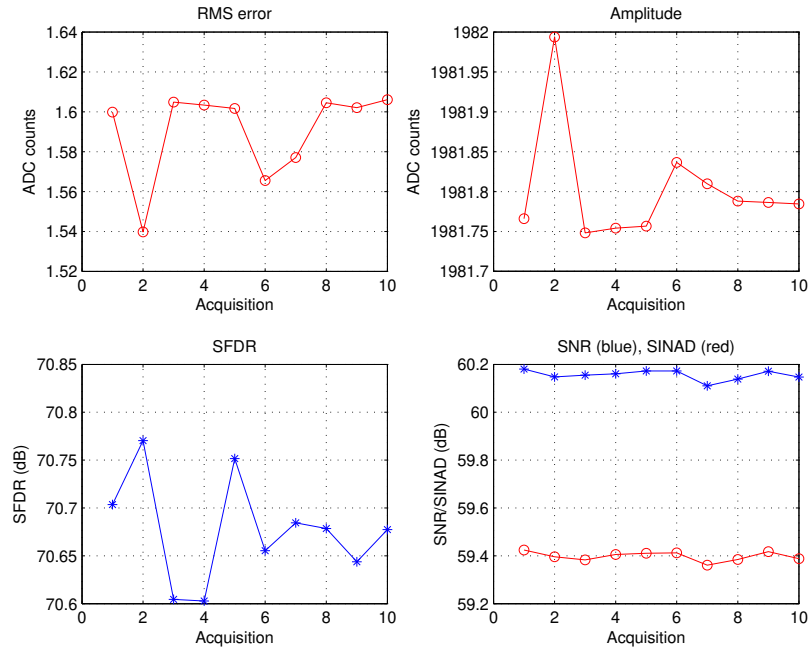 RMS error
1.64
1.62
1.6
1.58
1.56
1.54
1.52
ADC counts
0 2 4 6 8 10
Acquisition
Amplitude
1982
1981.95
1981.9
1981.85
1981.8
1981.75
1981.7
ADC counts
0 2 4 6 8 10
Acquisition
SFDR
70.85
70.8
70.75
70.7
70.65
70.6
SFDR (dB)
0 2 4 6 8 10
Acquisition
SNR (blue), SINAD (red)
60.2
60
59.8
59.6
59.4
59.2
SNR/SINAD (dB)
0 2 4 6 8 10
Acquisition